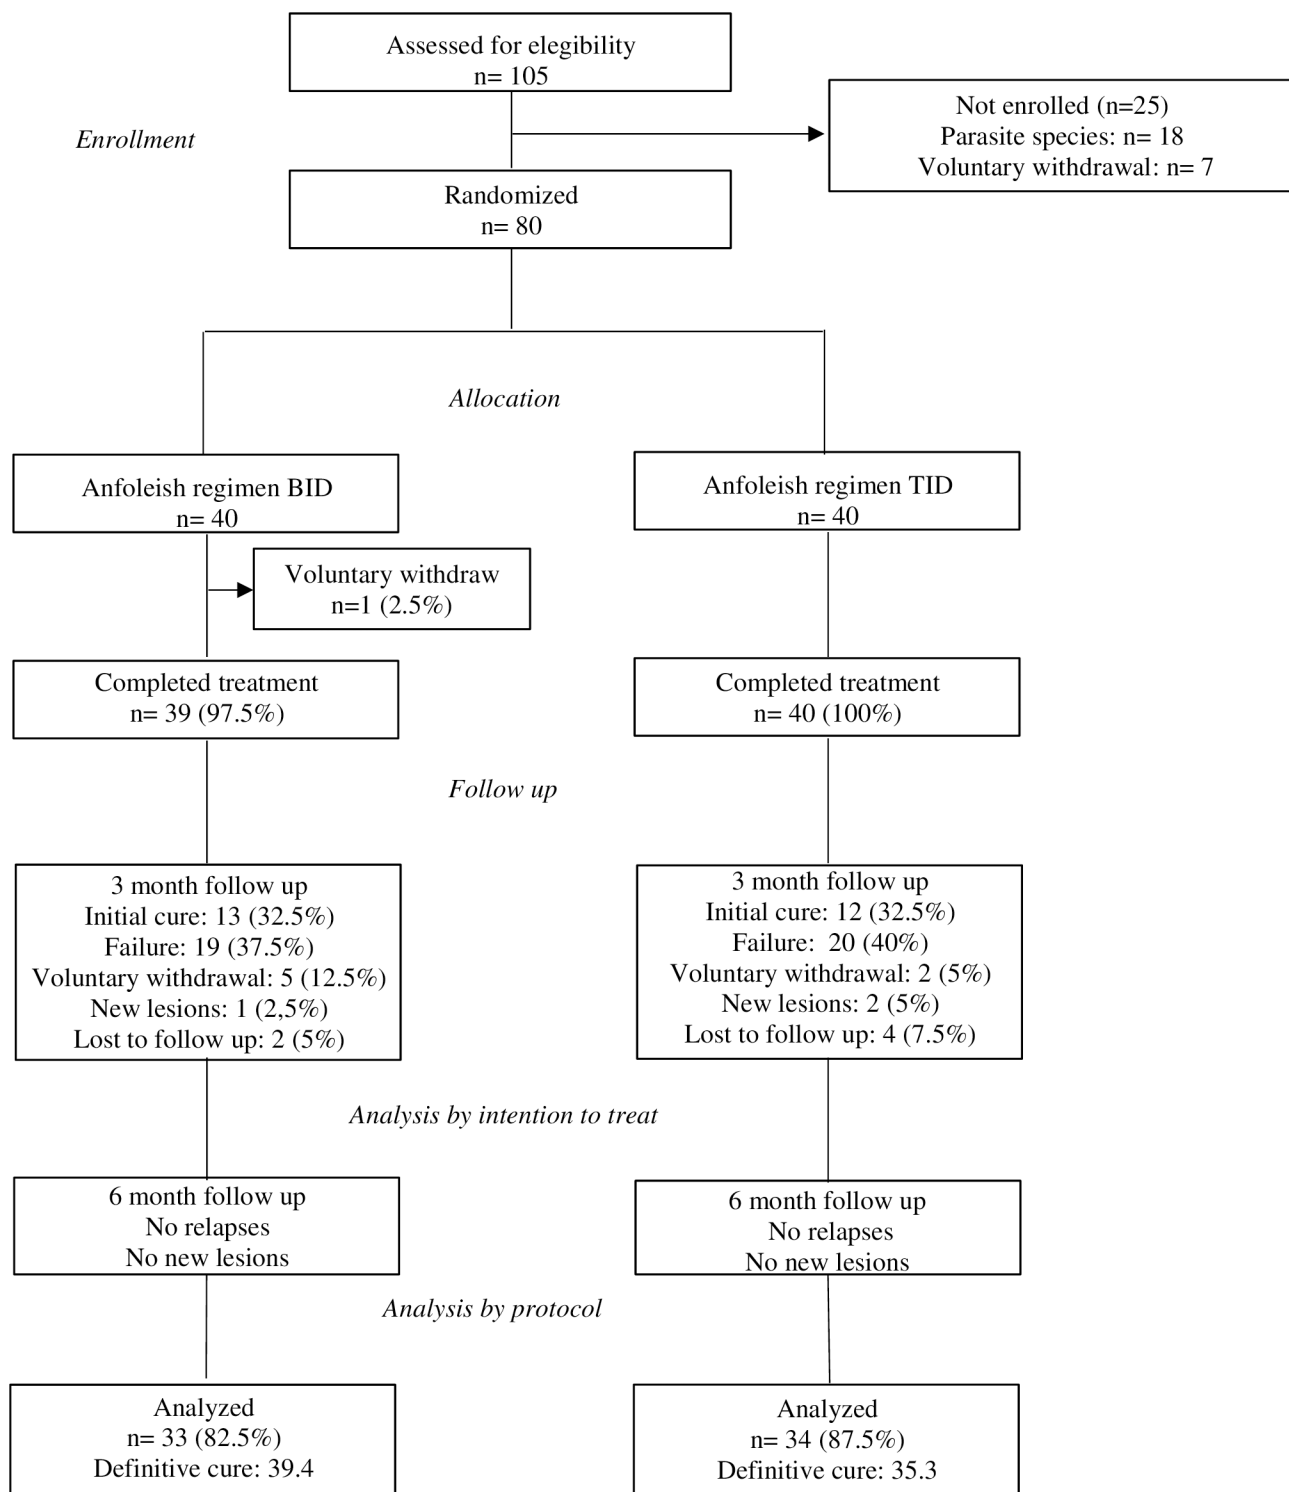 Assessed for elegibility
n= 105
Not enrolled (n=25)
Parasite species: n= 18
Voluntary withdrawal: n= 7
Enrollment
Randomized
n= 80
Allocation
Anfoleish regimen BID
n= 40
Anfoleish regimen TID
n= 40
Voluntary withdraw
n=1 (2.5%)
Completed treatment
n= 39 (97.5%)
Completed treatment
n= 40 (100%)
Follow up
3 month follow up
Initial cure: 13 (32.5%)
Failure: 19 (37.5%)
Voluntary withdrawal: 5 (12.5%)
New lesions: 1 (2,5%)
Lost to follow up: 2 (5%)
3 month follow up
Initial cure: 12 (32.5%)
Failure:  20 (40%)
Voluntary withdrawal: 2 (5%)
New lesions: 2 (5%)
Lost to follow up: 4 (7.5%)
Analysis by intention to treat
6 month follow up
No relapses
No new lesions
6 month follow up
No relapses
No new lesions
Analysis by protocol
Analyzed
n= 33 (82.5%)
Definitive cure: 39.4
Analyzed
n= 34 (87.5%)
Definitive cure: 35.3